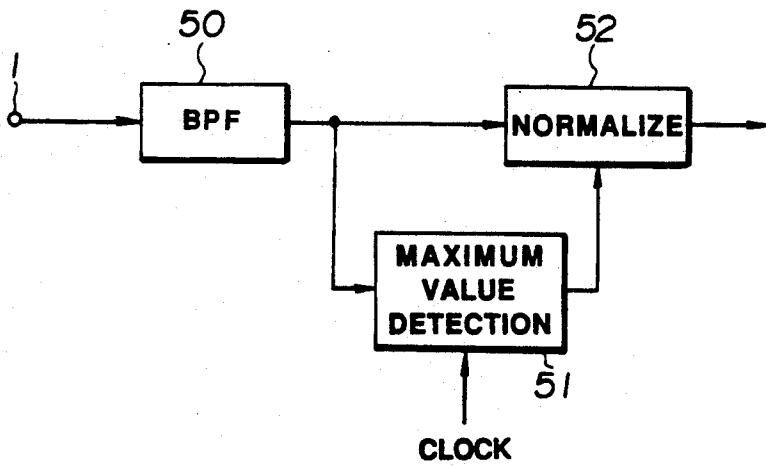 50
52
1
BPF
NORMALIZE
MAXIMUM
VALUE
DETECTION
51
CLOCK